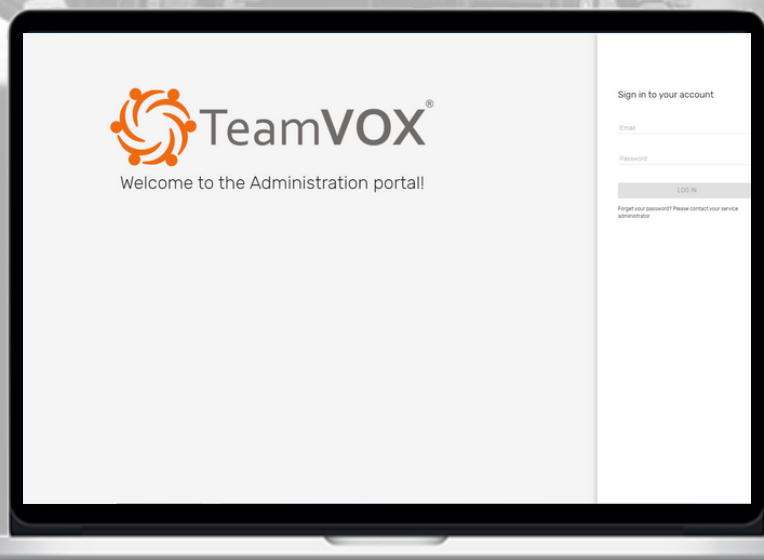 TeamVOX®
Welcome to the Administration portal!
Sign in to your account
Email
Password
LOG IN
Forget your password? Please contact your service
administrator